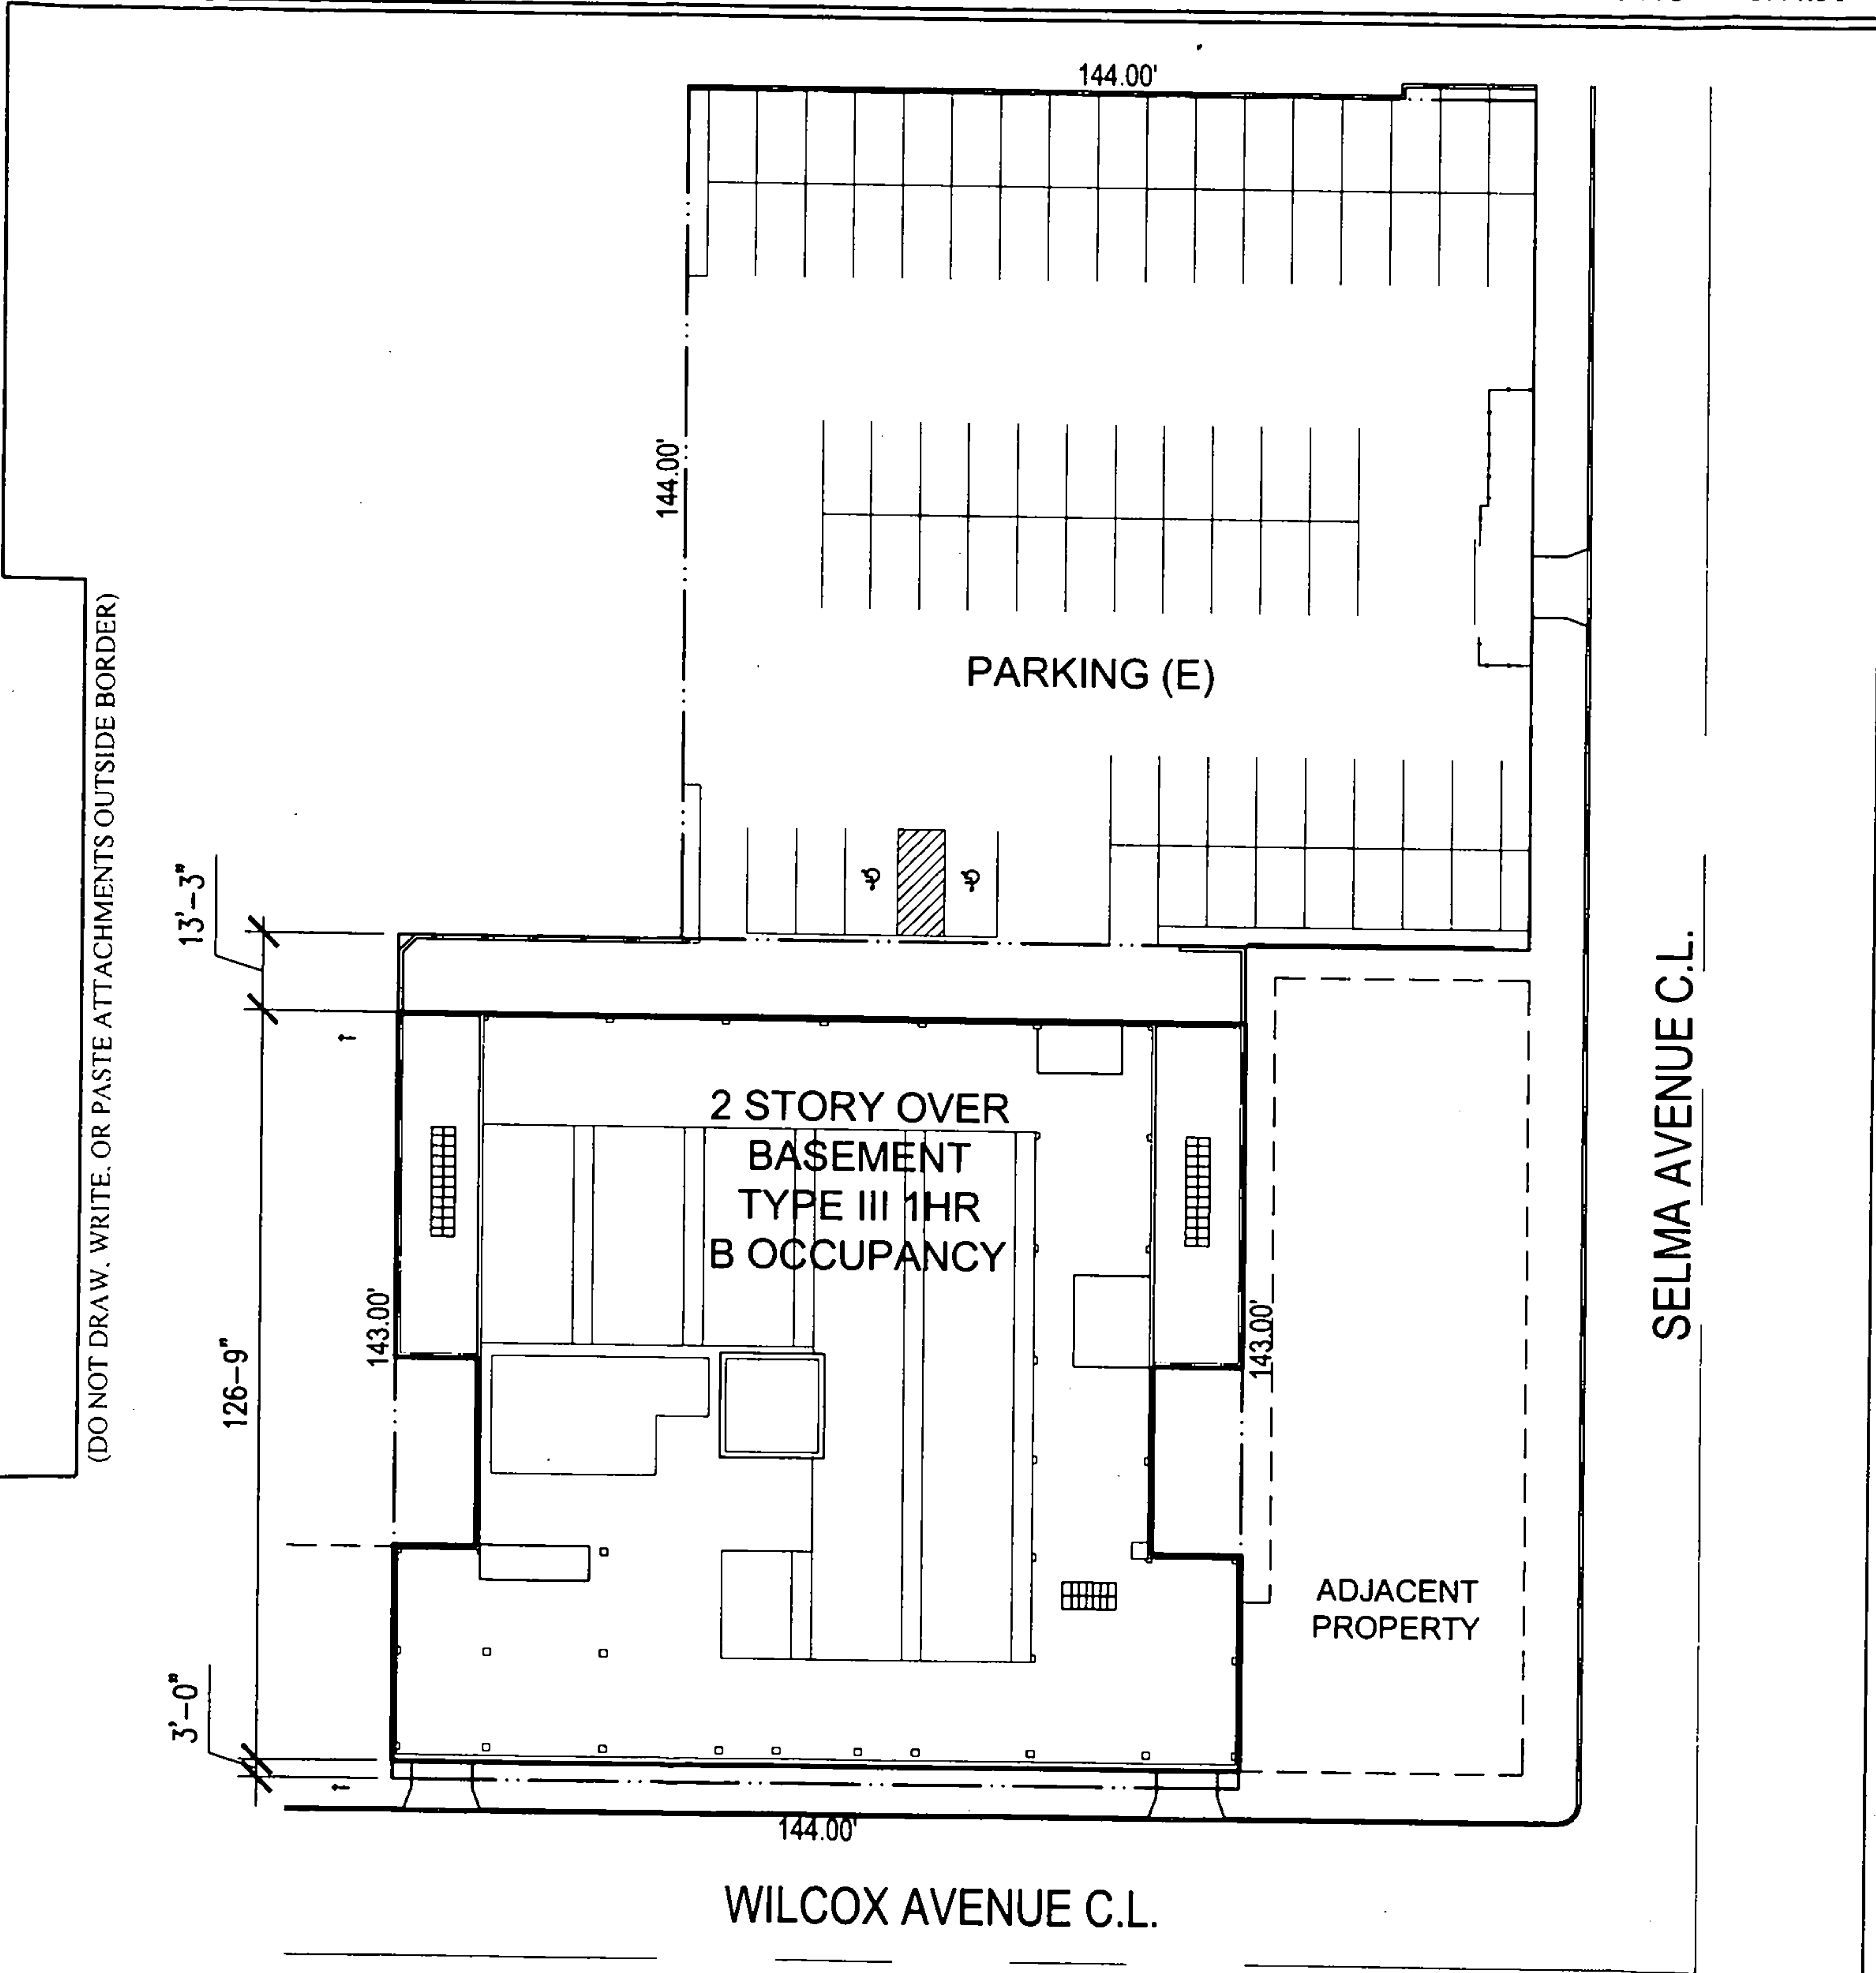 144.00'
144.00'
(DO NOT DRAW, WRITE, OR PASTE ATTACHMENTS OUTSIDE BORDER)
PARKING (E)
13'-3"
SELMA AVENUE C.L.
2 STORY OVER
BASEMENT
TYPE III 1HR
B OCCUPANCY
143.00'
143.00'
126-9"
ADJACENT
PROPERTY
3'-0"
144.00'
WILCOX AVENUE C.L.